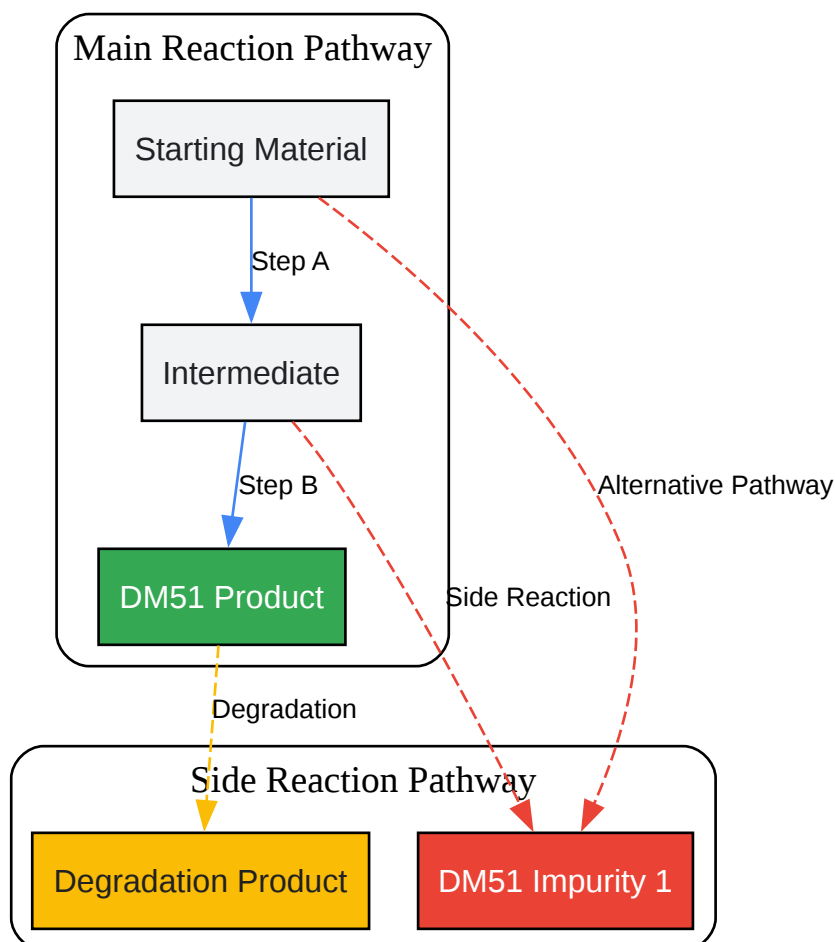 Main Reaction Pathway
Starting Material
Step A
Intermediate
Step B
Alternative Pathway
DM51 Product
Side Reaction
Degradation
Side Reaction Pathway
Degradation Product
DM51 Impurity 1